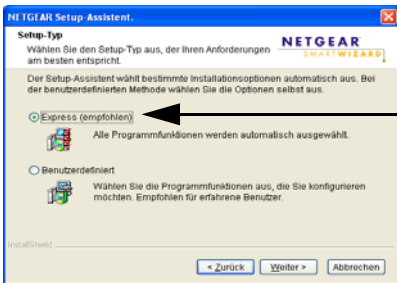 NETGEAR Setup-Assistent.
Setup-Typ
Wählen Sie den Setup-Typ aus, der Ihren Anforderungen
am besten entspricht.
NETGEAR
SMARTWIZARD
Der Setup-Assistent wählt bestimmte Installationsoptionen automatisch aus. Bei
der benutzerdefinierten Methode wählen Sie die Optionen selbst aus.
Express (empfohlen)
Alle Programmfunktionen werden automatisch ausgewählt.
Benutzerdefiniert
Wählen Sie die Programmfunktionen aus, die Sie konfigurieren
möchten. Empfohlen für erfahrene Benutzer.
InstallShield
< Zurück Weiter > Abbrechen